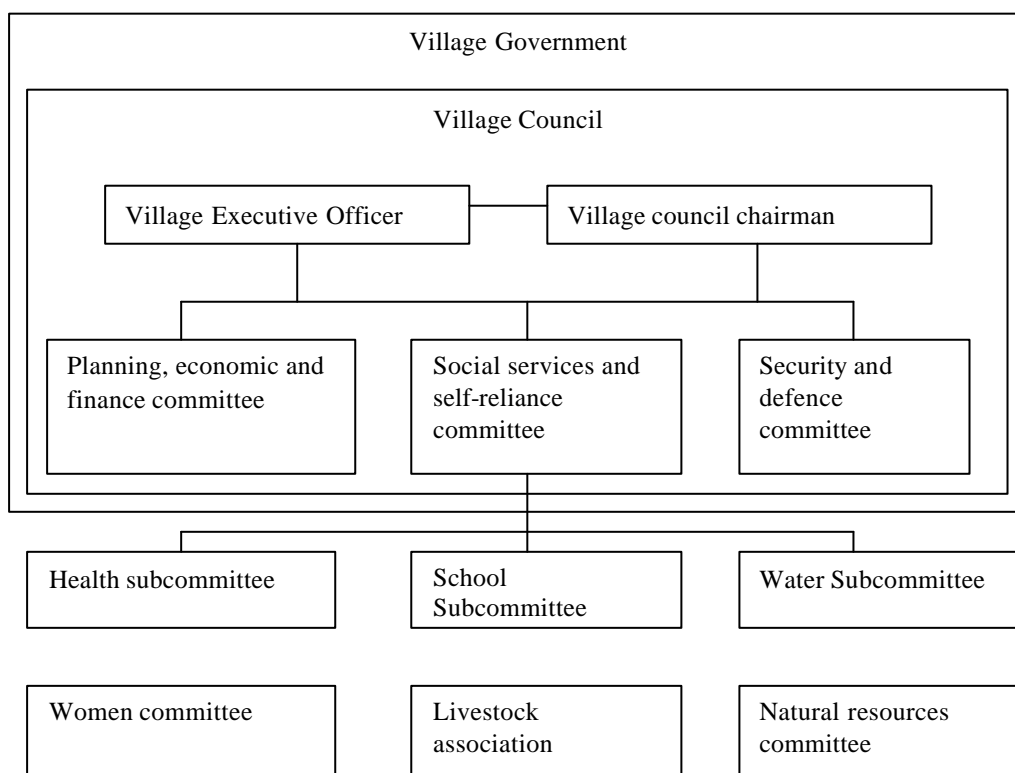 Village Government
Village Council
Village Executive Officer
Village council chairman
Planning, economic and
finance committee
Social services and
self-reliance
committee
Security and
defence
committee
Health subcommittee
School
Subcommittee
Water Subcommittee
Women committee
Livestock
association
Natural resources
committee